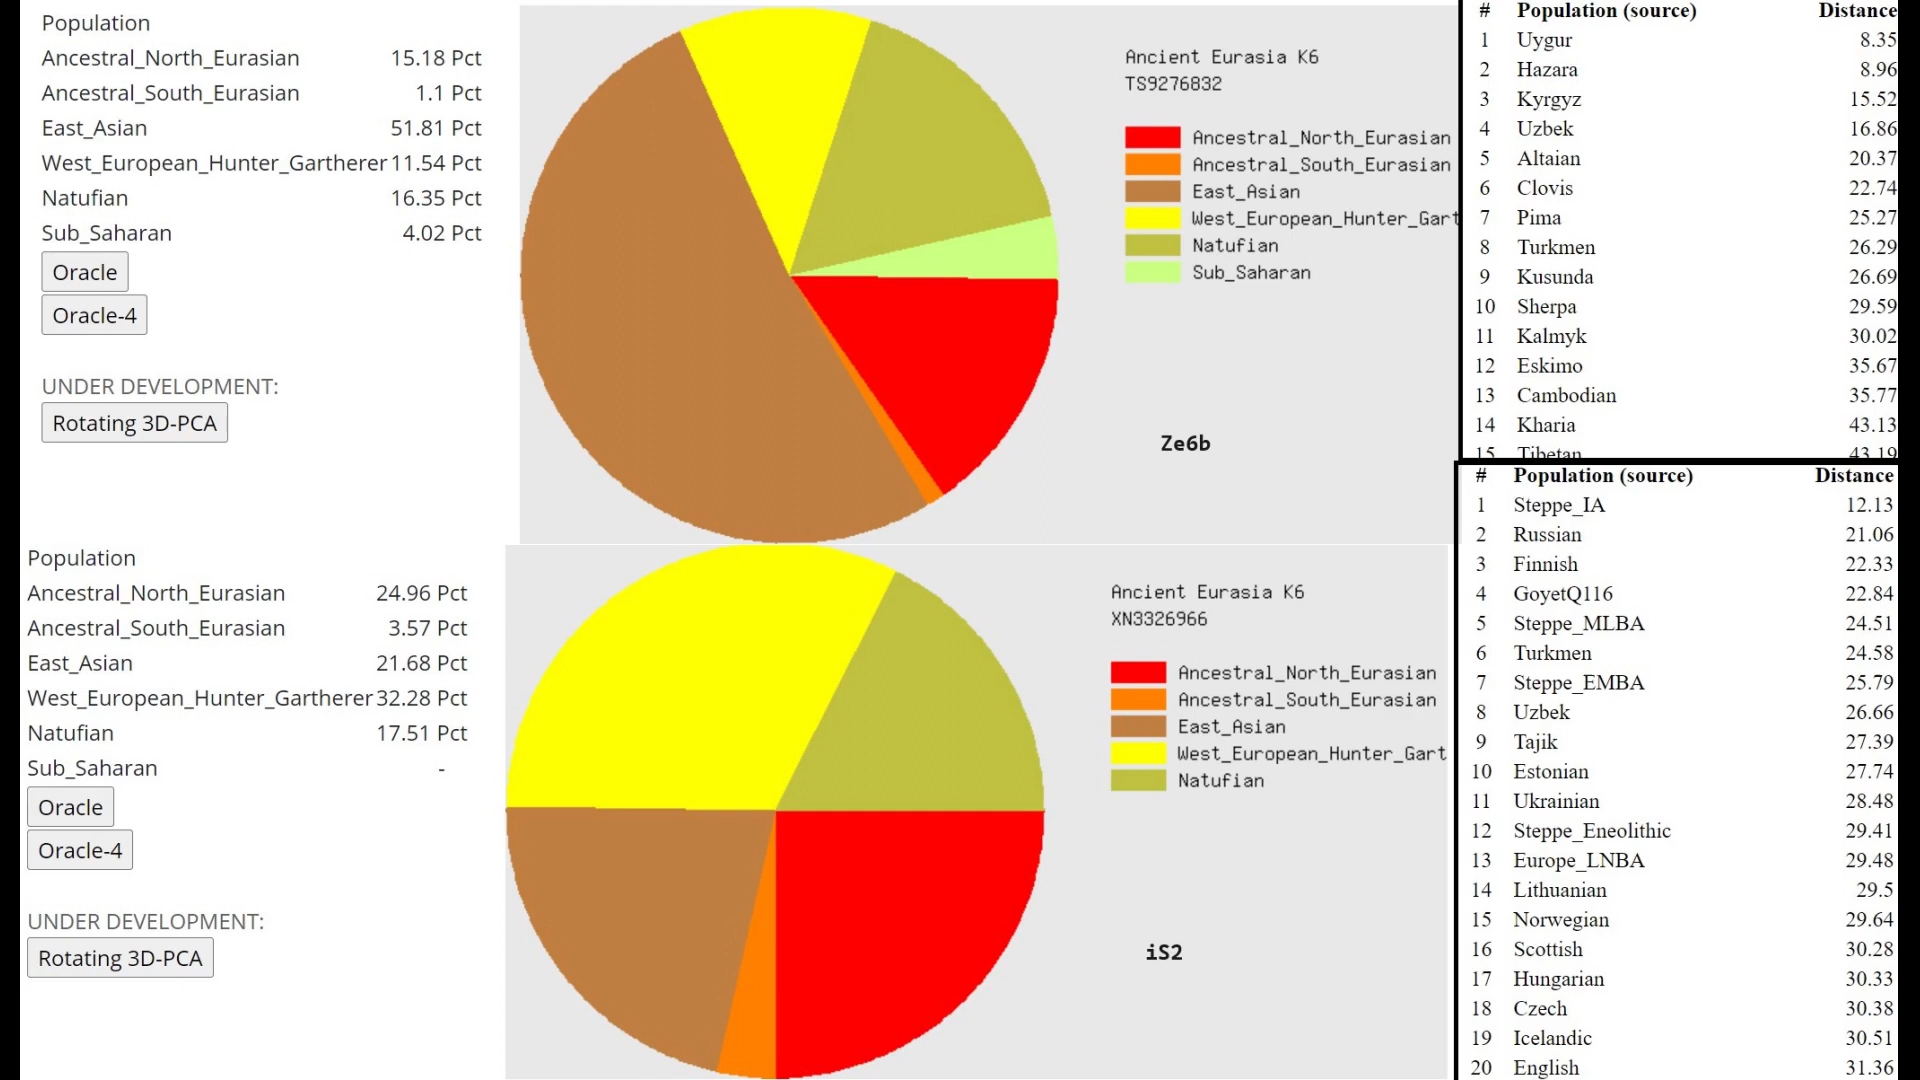 Population
Ancestral_North_Eurasian 15.18 Pct
Ancestral_South_Eurasian 1.1 Pct
East_Asian 51.81 Pct
West_European_Hunter_Gartherer 11.54 Pct
Natufian 16.35 Pct
Sub_Saharan 4.02 Pct
Oracle
Oracle-4
UNDER DEVELOPMENT:
Rotating 3D-PCA
Ancient Eurasia K6
TS9276832
Ancestral_North_Eurasian
Ancestral_South_Eurasian
East_Asian
West_European_Hunter_Gart
Natufian
Sub_Saharan
Ze6b
# Population (source) Distance
1 Uygur 8.35
2 Hazara 8.96
3 Kyrgyz 15.52
4 Uzbek 16.86
5 Altaian 20.37
6 Clovis 22.74
7 Pima 25.27
8 Turkmen 26.29
9 Kusunda 26.69
10 Sherpa 29.59
11 Kalmyk 30.02
12 Eskimo 35.67
13 Cambodian 35.77
14 Kharia 43.13
15 Tibetan 43.19
Population
Ancestral_North_Eurasian 24.96 Pct
Ancestral_South_Eurasian 3.57 Pct
East_Asian 21.68 Pct
West_European_Hunter_Gartherer 32.28 Pct
Natufian 17.51 Pct
Sub_Saharan -
Oracle
Oracle-4
UNDER DEVELOPMENT:
Rotating 3D-PCA
Ancient Eurasia K6
XN3326966
Ancestral_North_Eurasian
Ancestral_South_Eurasian
East_Asian
West_European_Hunter_Gart
Natufian
iS2
# Population (source) Distance
1 Steppe_IA 12.13
2 Russian 21.06
3 Finnish 22.33
4 GoyetQ116 22.84
5 Steppe_MLBA 24.51
6 Turkmen 24.58
7 Steppe_EMBA 25.79
8 Uzbek 26.66
9 Tajik 27.39
10 Estonian 27.74
11 Ukrainian 28.48
12 Steppe_Eneolithic 29.41
13 Europe_LNBA 29.48
14 Lithuanian 29.5
15 Norwegian 29.64
16 Scottish 30.28
17 Hungarian 30.33
18 Czech 30.38
19 Icelandic 30.51
20 English 31.36